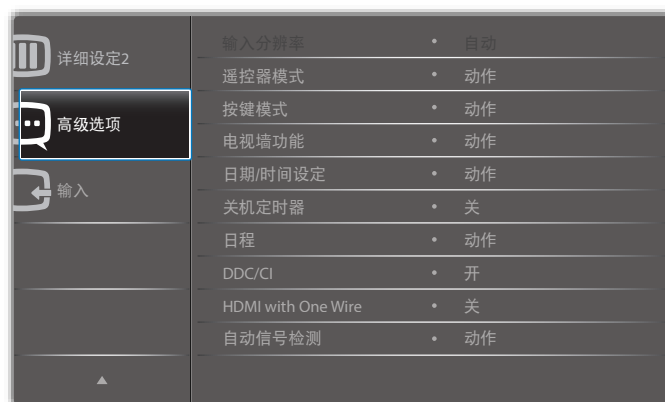 详细设定2
高级选项
输入
输入分辨率 • 自动
遥控器模式 • 动作
按键模式 • 动作
电视墙功能 • 动作
日期/时间设定 • 动作
关机定时器 • 关
日程 • 动作
DDC/CI • 开
HDMI with One Wire • 关
自动信号检测 • 动作